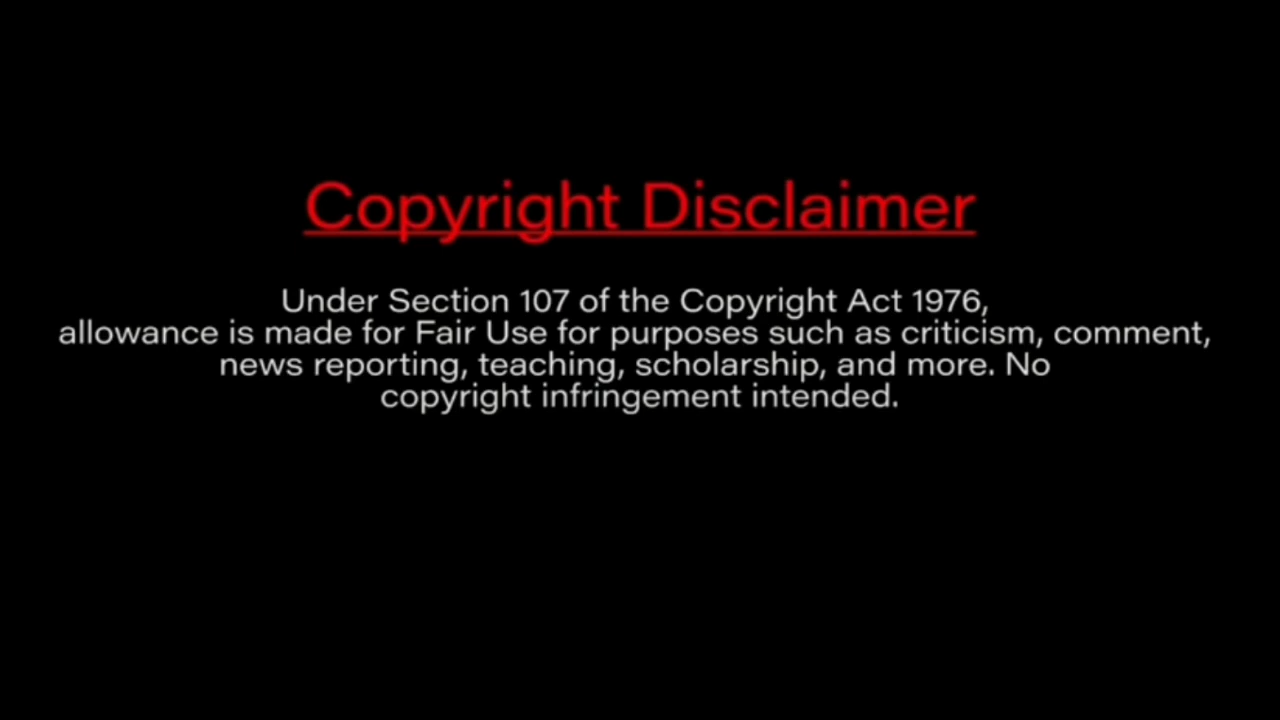 Copyright Disclaimer
Under Section 107 of the Copyright Act 1976,
allowance is made for Fair Use for purposes such as criticism, comment,
news reporting, teaching, scholarship, and more. No
copyright infringement intended.